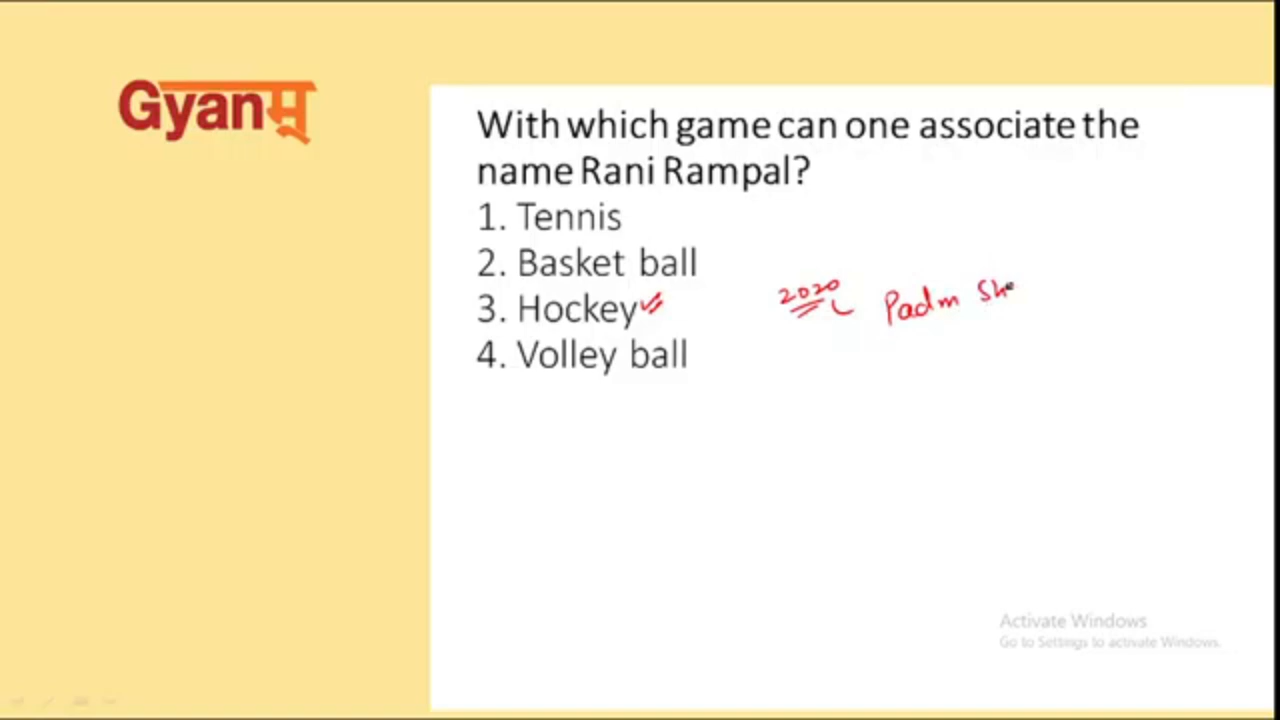 Gyanम्
With which game can one associate the
name Rani Rampal?
1. Tennis
2. Basket ball
3. Hockey
4. Volley ball
2020 Padm Sh
Activate Windows
Go to Settings to activate Windows.